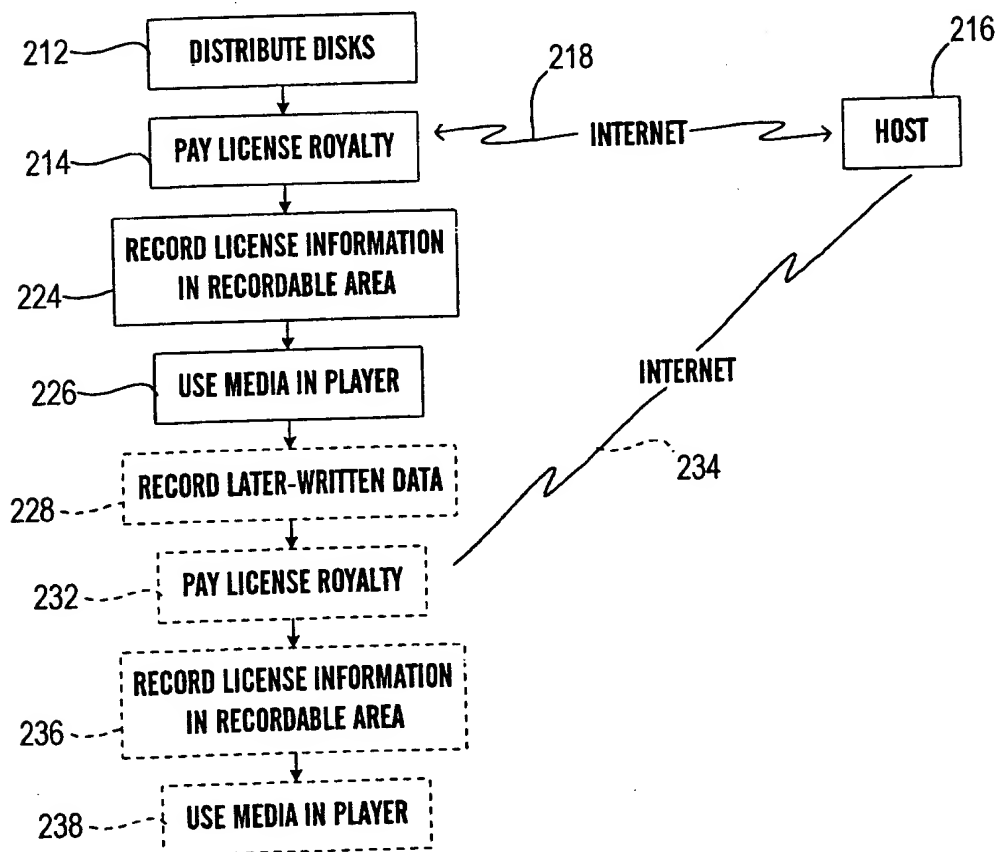 212
DISTRIBUTE DISKS
218
216
214
PAY LICENSE ROYALTY
INTERNET
HOST
224
RECORD LICENSE INFORMATION
IN RECORDABLE AREA
226
USE MEDIA IN PLAYER
INTERNET
228
RECORD LATER-WRITTEN DATA
234
232
PAY LICENSE ROYALTY
236
RECORD LICENSE INFORMATION
IN RECORDABLE AREA
238
USE MEDIA IN PLAYER